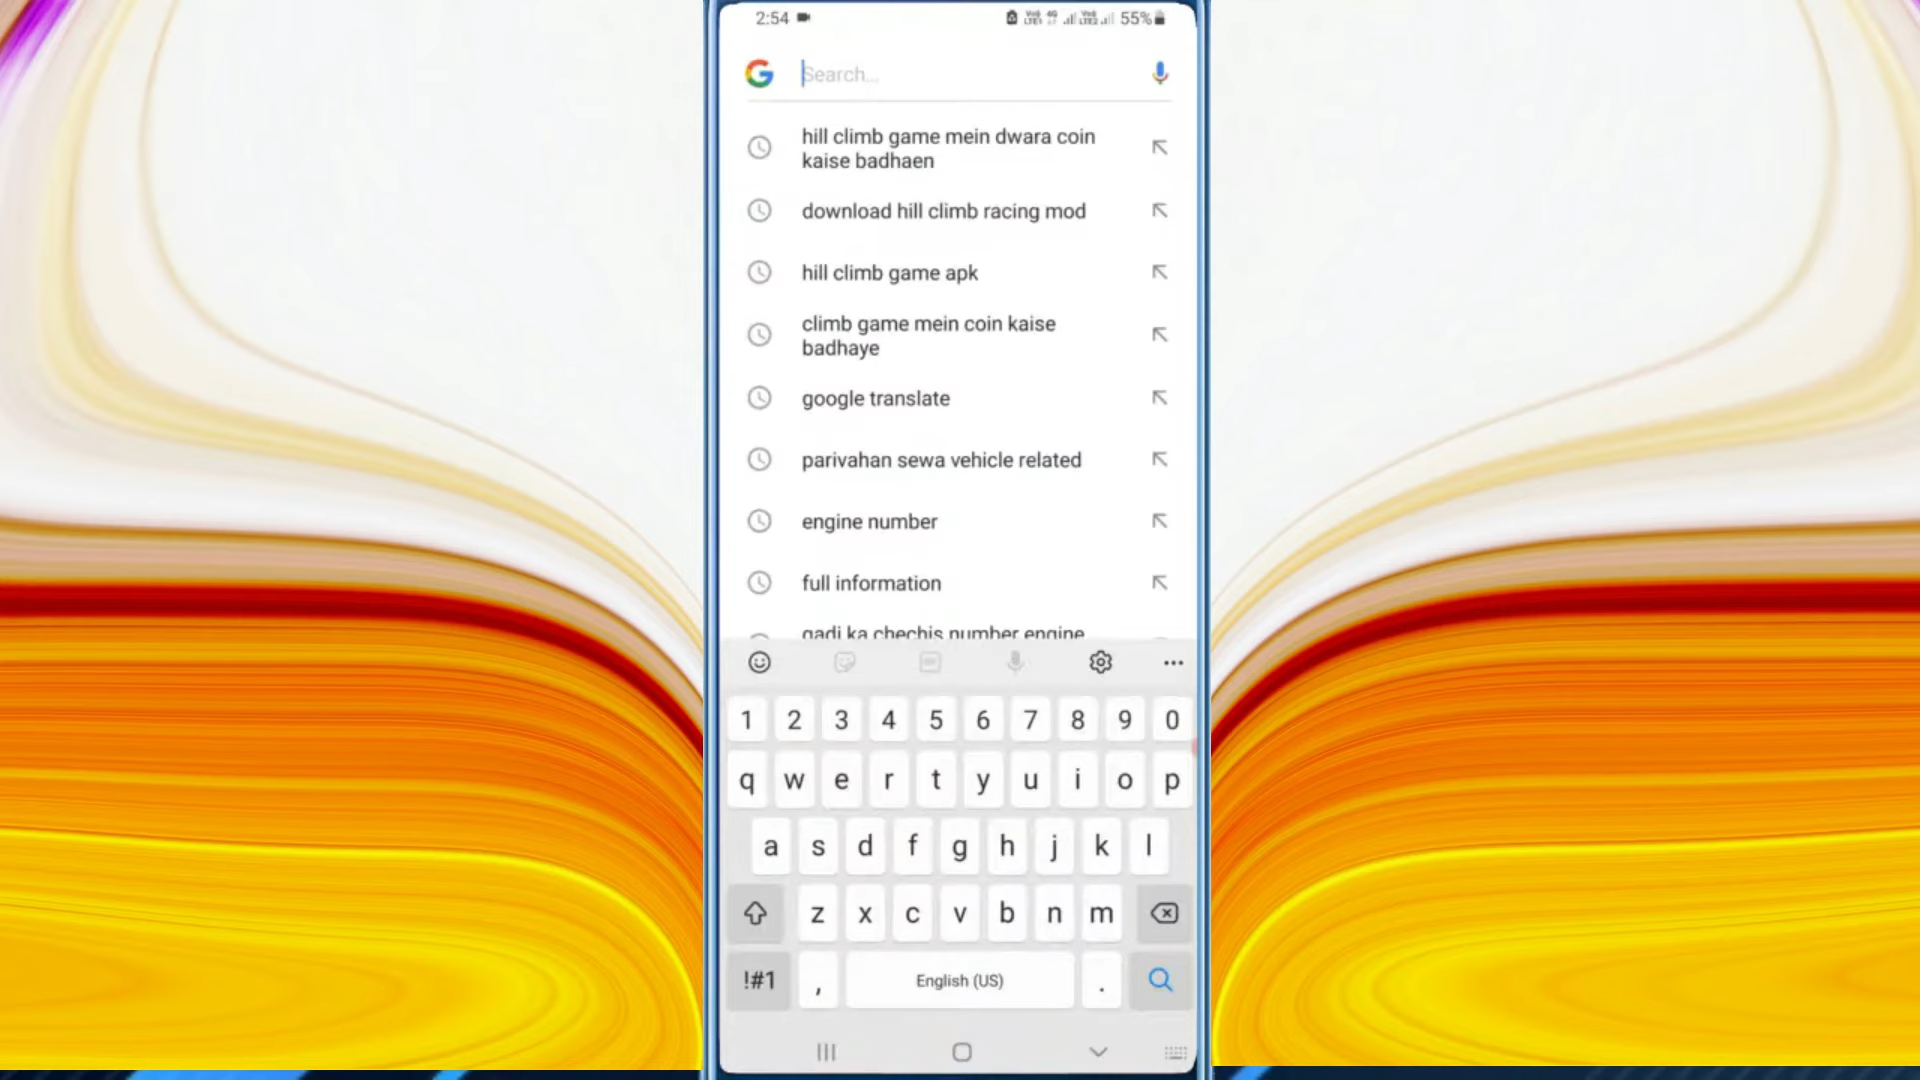 2:54
55%
Search...
hill climb game mein dwara coin
kaise badhaen
download hill climb racing mod
hill climb game apk
climb game mein coin kaise
badhaye
google translate
parivahan sewa vehicle related
engine number
full information
gadi ka chechis number engine
1 2 3 4 5 6 7 8 9 0
q w e r t y u i o p
a s d f g h j k l
z x c v b n m
!#1 , English (US) .